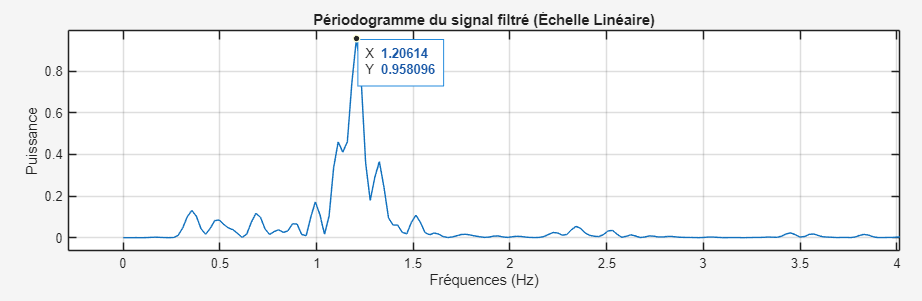 Périodogramme du signal filtré (Échelle Linéaire)
X 1.20614
Y 0.958096
0.8
0.6
0.4
0.2
0
Puissance
0 0.5 1 1.5 2 2.5 3 3.5 4
Fréquences (Hz)